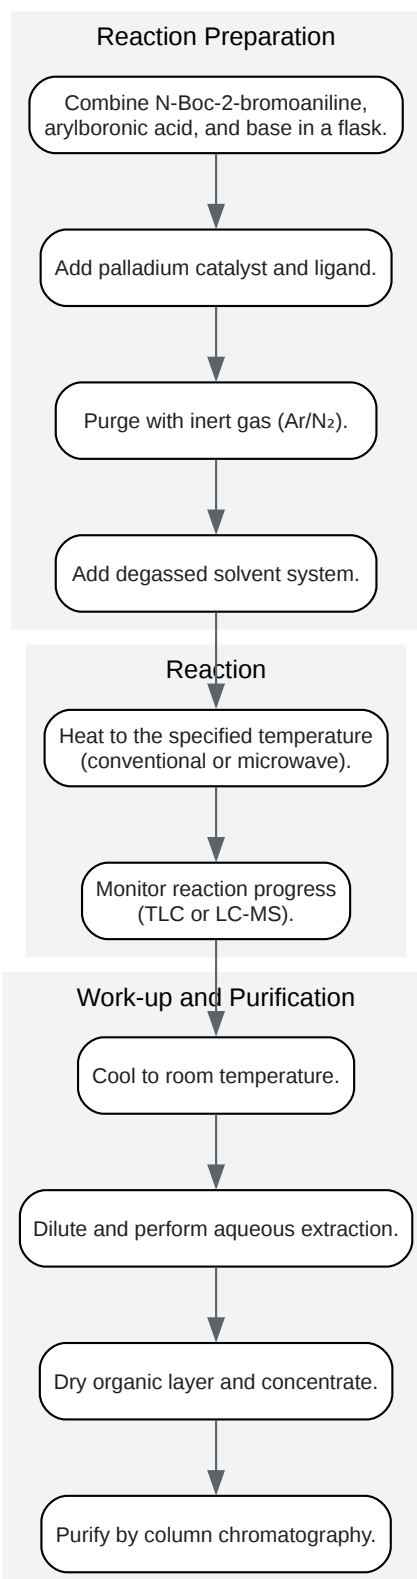 Reaction Preparation
Combine N-Boc-2-bromoaniline,
arylboronic acid, and base in a flask.
Add palladium catalyst and ligand.
Purge with inert gas (Ar/N₂).
Add degassed solvent system.
Reaction
Heat to the specified temperature
(conventional or microwave).
Monitor reaction progress
(TLC or LC-MS).
Work-up and Purification
Cool to room temperature.
Dilute and perform aqueous extraction.
Dry organic layer and concentrate.
Purify by column chromatography.